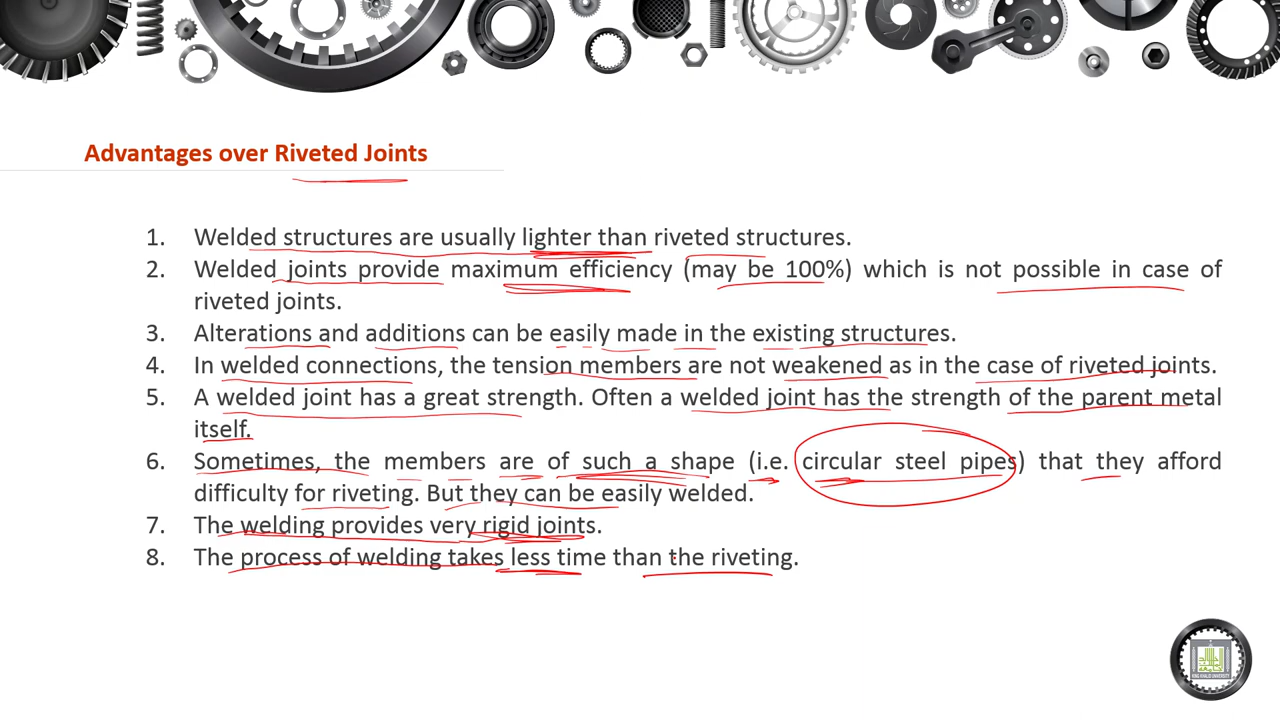 Advantages over Riveted Joints
1. Welded structures are usually lighter than riveted structures.
2. Welded joints provide maximum efficiency (may be 100%) which is not possible in case of
riveted joints.
3. Alterations and additions can be easily made in the existing structures.
4. In welded connections, the tension members are not weakened as in the case of riveted joints.
5. A welded joint has a great strength. Often a welded joint has the strength of the parent metal
itself.
6. Sometimes, the members are of such a shape (i.e. circular steel pipes) that they afford
difficulty for riveting. But they can be easily welded.
7. The welding provides very rigid joints.
8. The process of welding takes less time than the riveting.
KING KHALID UNIVERSITY